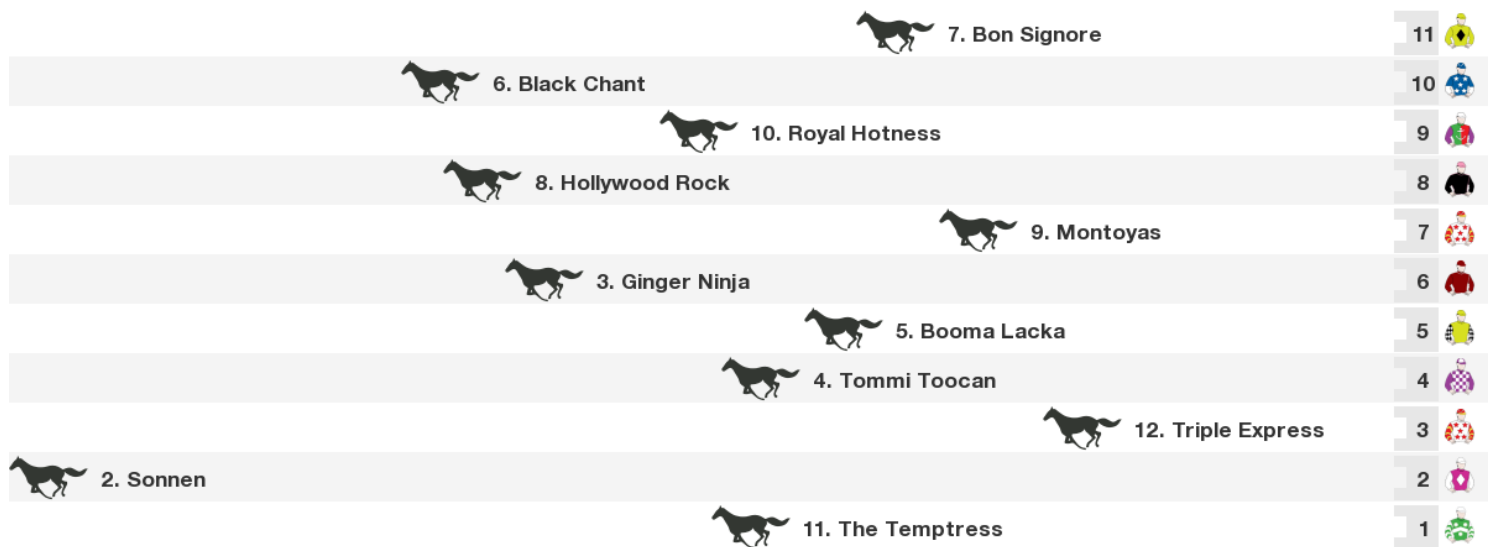 7. Bon Signore 11
6. Black Chant 10
10. Royal Hotness 9
8. Hollywood Rock 8
9. Montoyas 7
3. Ginger Ninja 6
5. Booma Lacka 5
4. Tommi Toocan 4
12. Triple Express 3
2. Sonnen 2
11. The Temptress 1